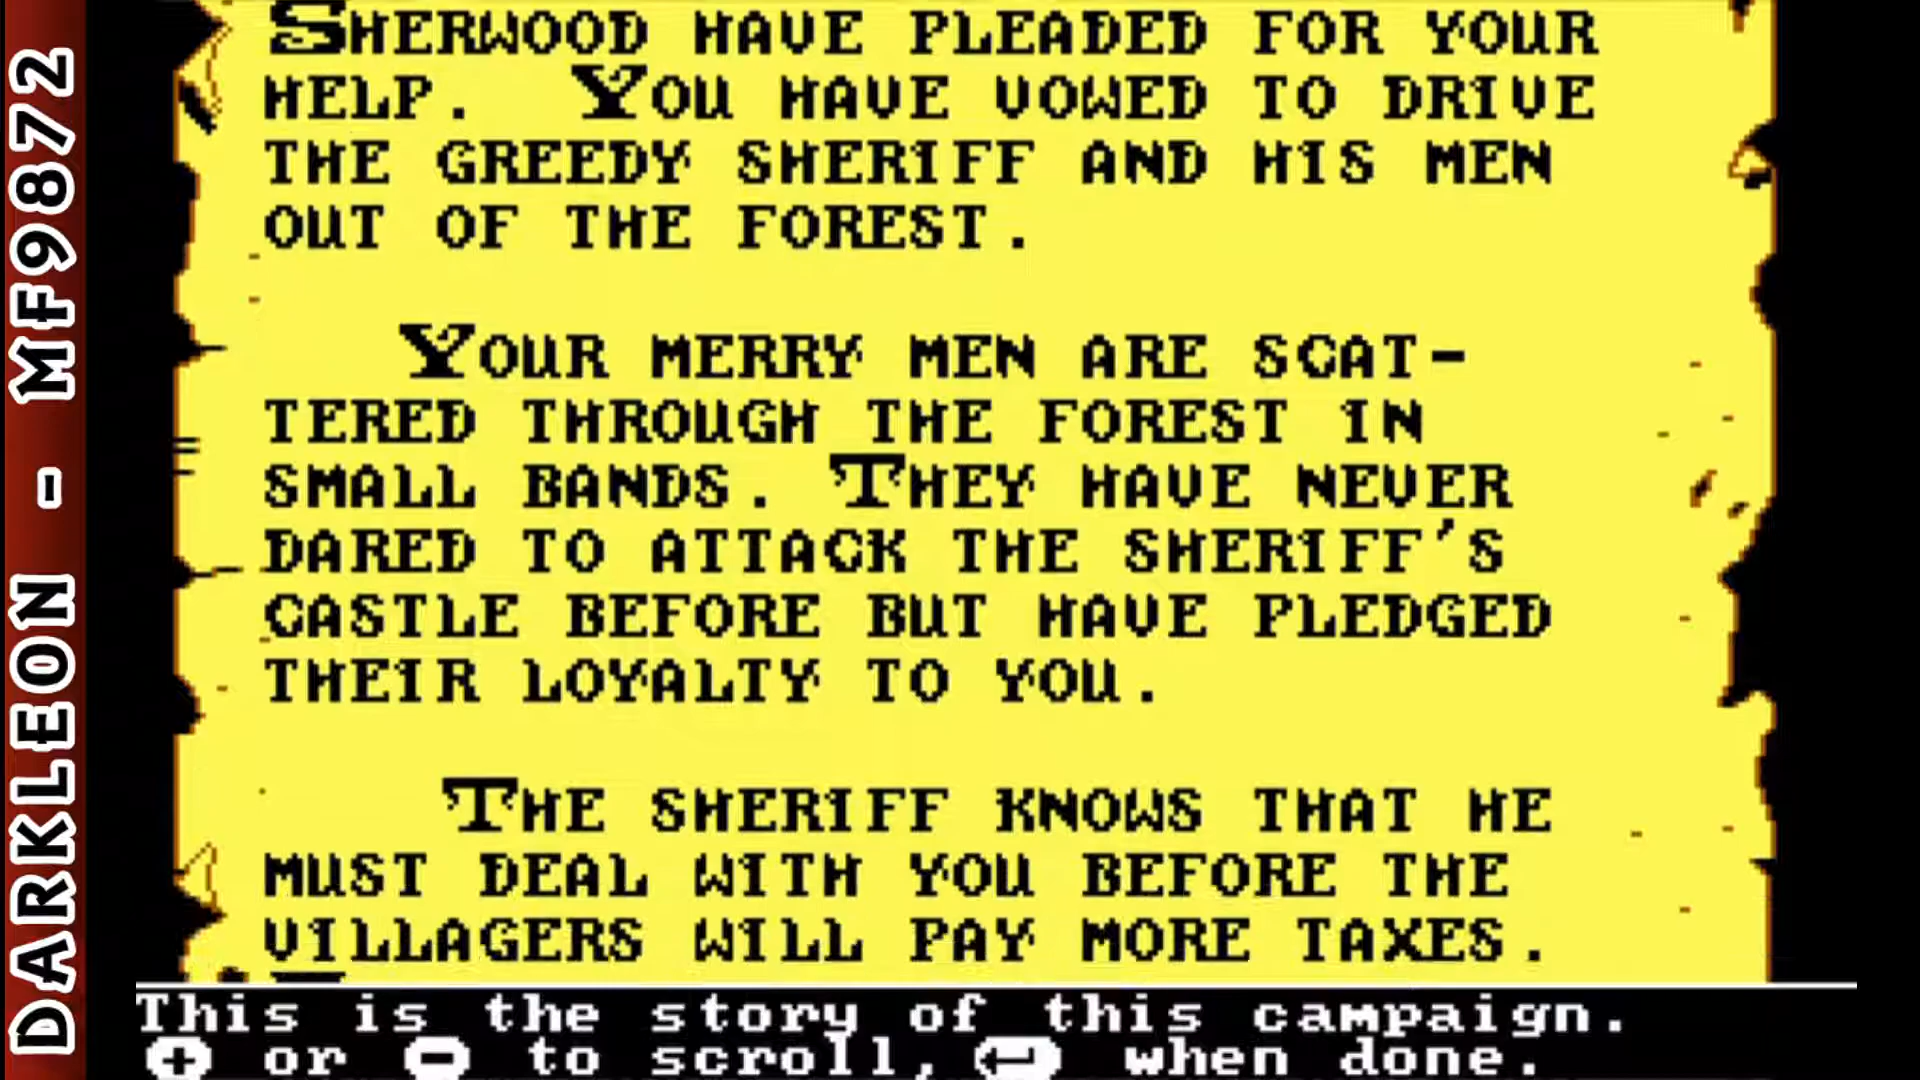 DARKLEON - MF9872
SHERWOOD HAVE PLEADED FOR YOUR
HELP. YOU HAVE VOWED TO DRIVE
THE GREEDY SHERIFF AND HIS MEN
OUT OF THE FOREST.
YOUR MERRY MEN ARE SCAT-
TERED THROUGH THE FOREST IN
SMALL BANDS. THEY HAVE NEVER
DARED TO ATTACK THE SHERIFF'S
CASTLE BEFORE BUT HAVE PLEDGED
THEIR LOYALTY TO YOU.
THE SHERIFF KNOWS THAT HE
MUST DEAL WITH YOU BEFORE THE
VILLAGERS WILL PAY MORE TAXES.
This is the story of this campaign.
+ or - to scroll, ↵ when done.